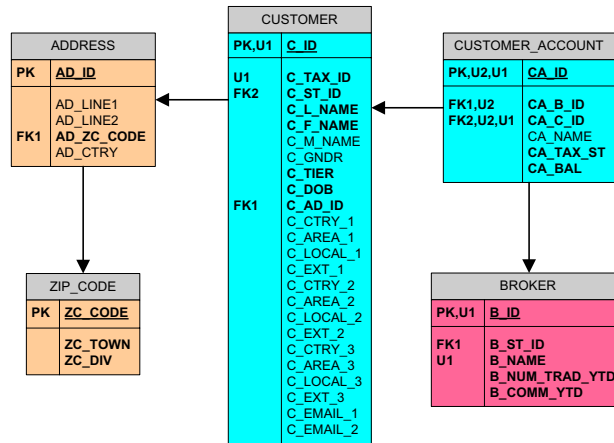 ADDRESS
PK AD_ID
AD_LINE1
AD_LINE2
FK1 AD_ZC_CODE
AD_CTRY
ZIP_CODE
PK ZC_CODE
ZC_TOWN
ZC_DIV
CUSTOMER
PK,U1 C_ID
U1 C_TAX_ID
FK2 C_ST_ID
C_L_NAME
C_F_NAME
C_M_NAME
C_GNDR
C_TIER
C_DOB
FK1 C_AD_ID
C_CTRY_1
C_AREA_1
C_LOCAL_1
C_EXT_1
C_CTRY_2
C_AREA_2
C_LOCAL_2
C_EXT_2
C_CTRY_3
C_AREA_3
C_LOCAL_3
C_EXT_3
C_EMAIL_1
C_EMAIL_2
CUSTOMER_ACCOUNT
PK,U2,U1 CA_ID
FK1,U2 CA_B_ID
FK2,U2,U1 CA_C_ID
CA_NAME
CA_TAX_ST
CA_BAL
BROKER
PK,U1 B_ID
FK1 B_ST_ID
U1 B_NAME
B_NUM_TRAD_YTD
B_COMM_YTD